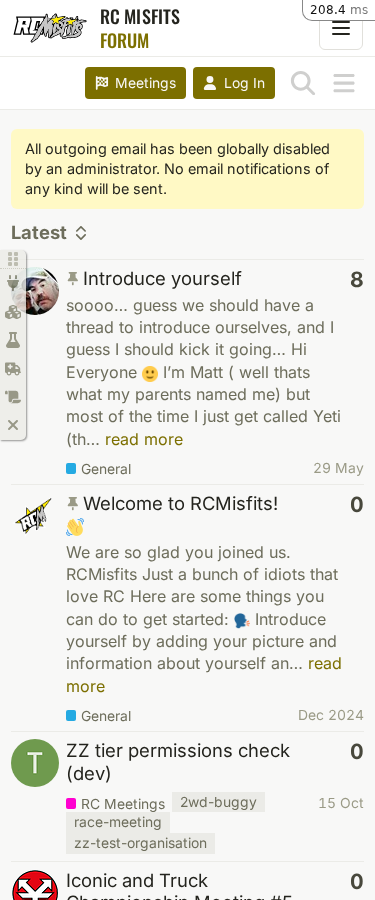 208.4 ms
RC Misfits
RC MISFITS
FORUM
Meetings
Log In
All outgoing email has been globally disabled
by an administrator. No email notifications of
any kind will be sent.
Latest
Introduce yourself
8
soooo… guess we should have a
thread to introduce ourselves, and I
guess I should kick it going… Hi
Everyone 🙂 I’m Matt ( well thats
what my parents named me) but
most of the time I just get called Yeti
(th… read more
General
29 May
Welcome to RCMisfits!
0
👋
We are so glad you joined us.
RCMisfits Just a bunch of idiots that
love RC Here are some things you
can do to get started: 🗣 Introduce
yourself by adding your picture and
information about yourself an… read
more
General
Dec 2024
T
ZZ tier permissions check
0
(dev)
RC Meetings 2wd-buggy
15 Oct
race-meeting
zz-test-organisation
Iconic and Truck
0
Championship Meeting #5